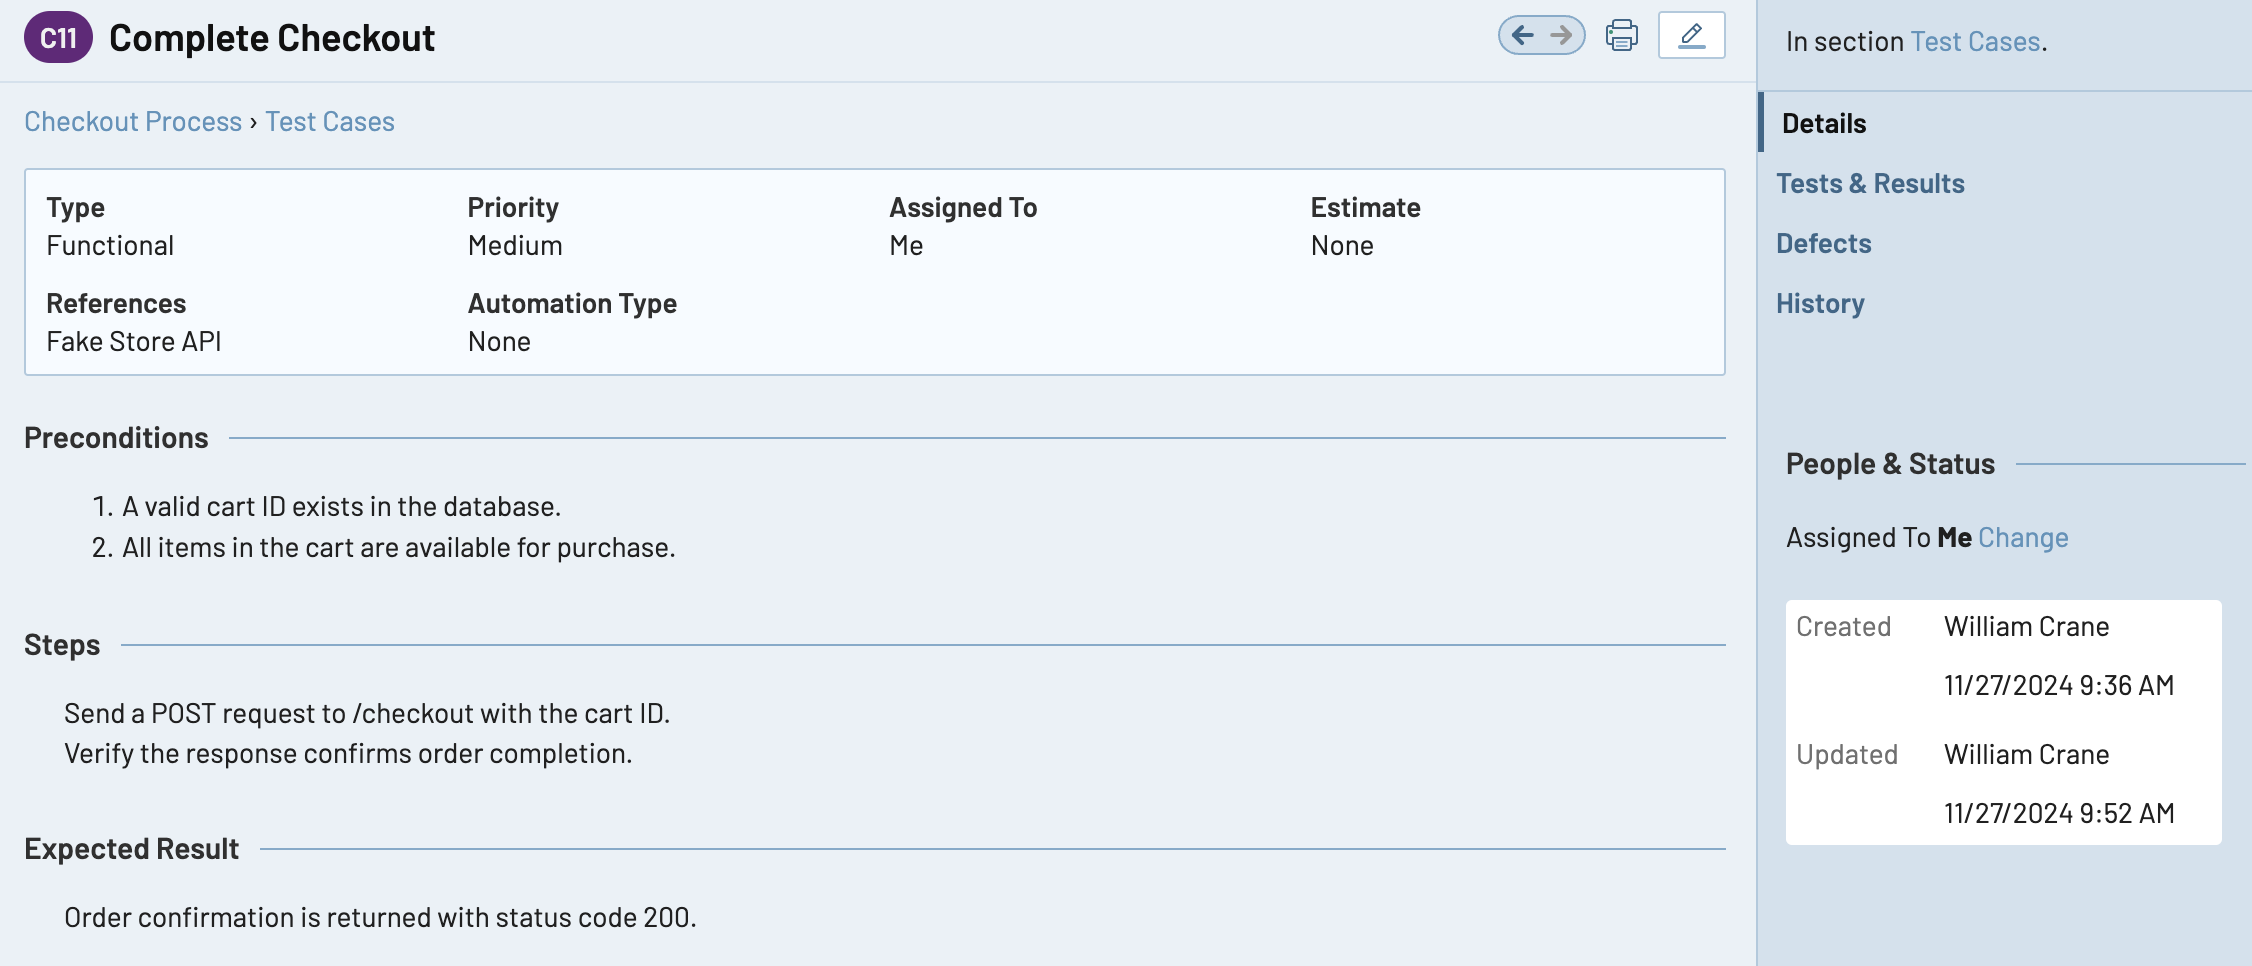 C11 Complete Checkout
Checkout Process › Test Cases
Type Priority Assigned To Estimate
Functional Medium Me None
References Automation Type
Fake Store API None
Preconditions
1. A valid cart ID exists in the database.
2. All items in the cart are available for purchase.
Steps
Send a POST request to /checkout with the cart ID.
Verify the response confirms order completion.
Expected Result
Order confirmation is returned with status code 200.
In section Test Cases.
Details
Tests & Results
Defects
History
People & Status
Assigned To Me Change
Created William Crane
11/27/2024 9:36 AM
Updated William Crane
11/27/2024 9:52 AM